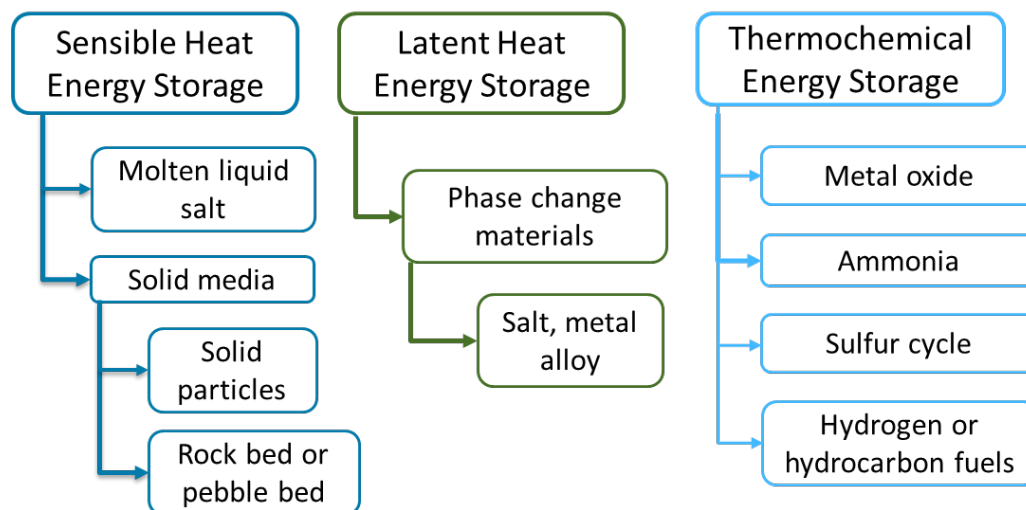 Sensible Heat
Energy Storage
Molten liquid
salt
Solid media
Solid
particles
Rock bed or
pebble bed
Latent Heat
Energy Storage
Phase change
materials
Salt, metal
alloy
Thermochemical
Energy Storage
Metal oxide
Ammonia
Sulfur cycle
Hydrogen or
hydrocarbon fuels